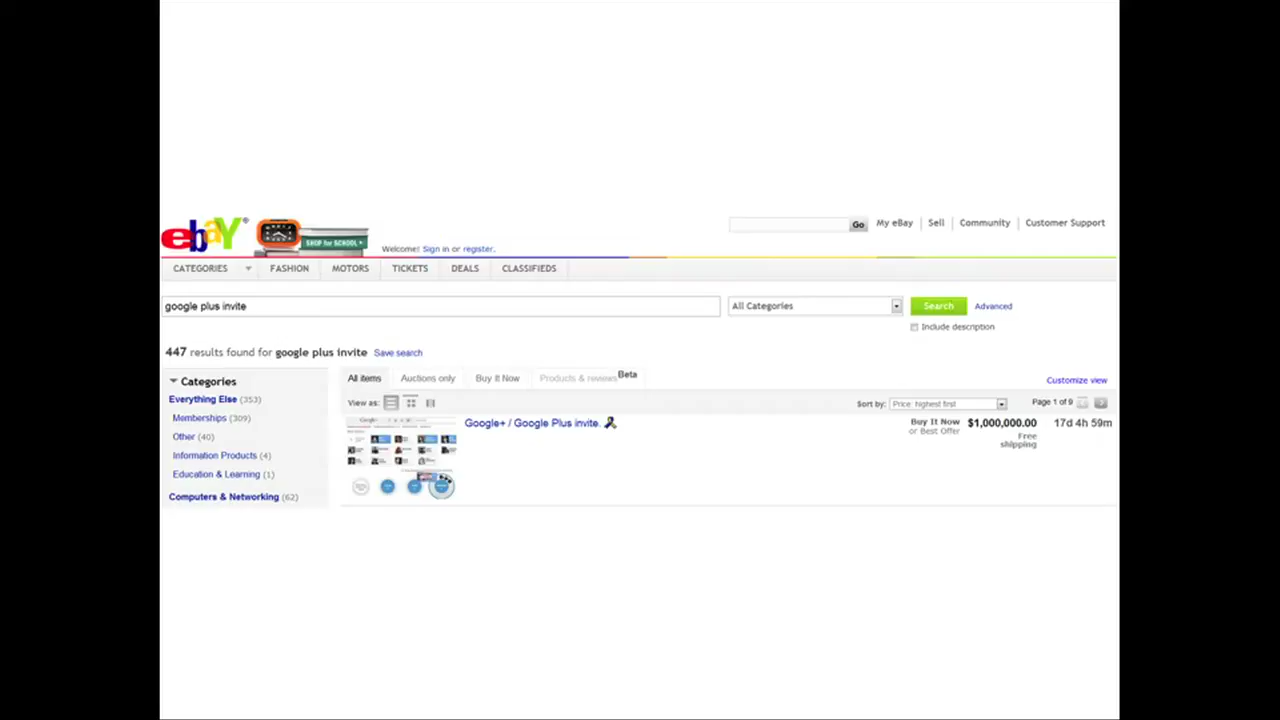 ebaY®
SHOP for SCHOOL
Welcome! Sign in or register.
Go
My eBay
Sell
Community
Customer Support
CATEGORIES
FASHION
MOTORS
TICKETS
DEALS
CLASSIFIEDS
google plus invite
All Categories
Search
Advanced
Include description
447 results found for google plus invite Save search
Categories
Everything Else (353)
Memberships (309)
Other (40)
Information Products (4)
Education & Learning (1)
Computers & Networking (62)
All items
Auctions only
Buy It Now
Products & reviews Beta
Customize view
View as:
Sort by: Price: highest first
Page 1 of 9
Google+ / Google Plus invite.
Buy It Now
or Best Offer
$1,000,000.00
Free
shipping
17d 4h 59m